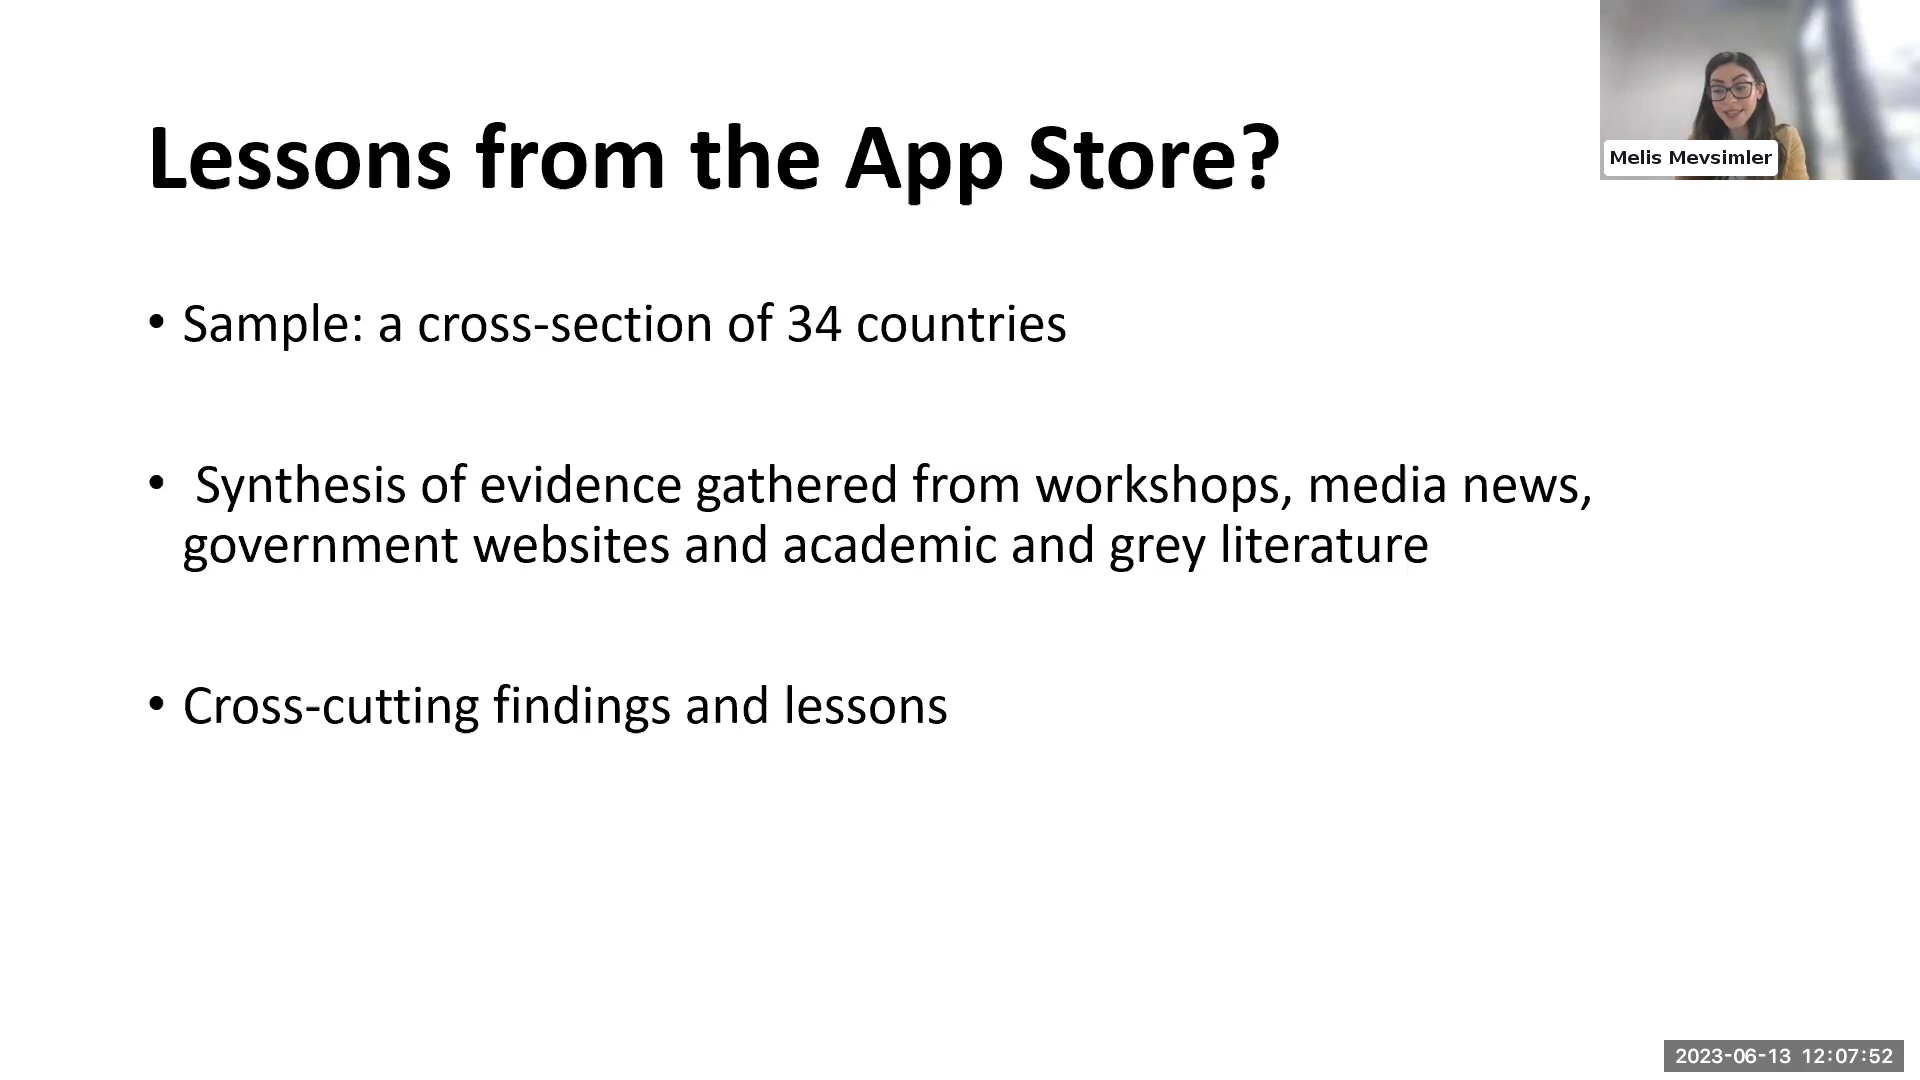 Lessons from the App Store?
Melis Mevsimler
• Sample: a cross-section of 34 countries
• Synthesis of evidence gathered from workshops, media news,
government websites and academic and grey literature
• Cross-cutting findings and lessons
2023-06-13 12:07:52